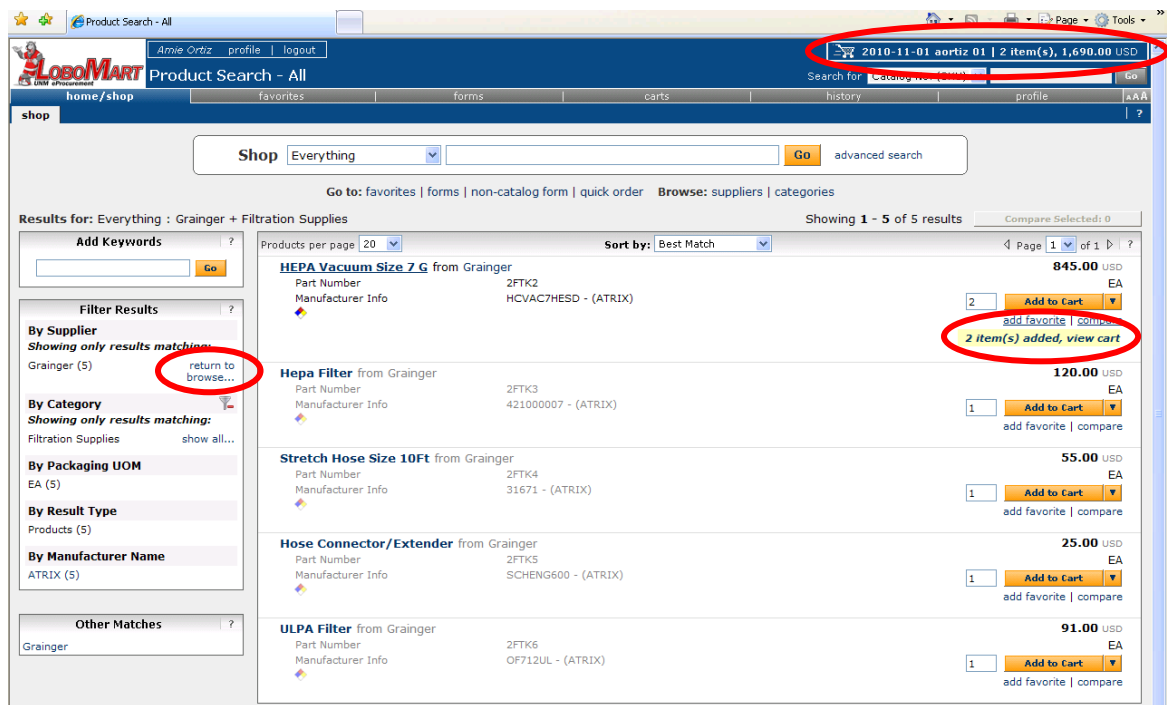 Product Search - All
Page
Tools
»
Amie Ortiz profile | logout
2010-11-01 aortiz 01 | 2 item(s), 1,690.00 USD
LOBOMART
UNM eProcurement
Product Search - All
Search for Catalog No. (SKU) Go
home/shop favorites | forms | carts | history | profile AAA
shop | ?
Shop Everything Go advanced search
Go to: favorites | forms | non-catalog form | quick order Browse: suppliers | categories
Results for: Everything : Grainger + Filtration Supplies
Showing 1 - 5 of 5 results
Compare Selected: 0
Add Keywords ?
Go
Filter Results ?
By Supplier
Showing only results matching:
Grainger (5) return to browse...
By Category
Showing only results matching:
Filtration Supplies show all...
By Packaging UOM
EA (5)
By Result Type
Products (5)
By Manufacturer Name
ATRIX (5)
Other Matches ?
Grainger
Products per page 20 Sort by: Best Match Page 1 of 1 ?
HEPA Vacuum Size 7 G from Grainger 845.00 USD
Part Number 2FTK2 EA
Manufacturer Info HCVAC7HESD - (ATRIX) 2 Add to Cart
add favorite | compare
2 item(s) added, view cart
Hepa Filter from Grainger 120.00 USD
Part Number 2FTK3 EA
Manufacturer Info 421000007 - (ATRIX) 1 Add to Cart
add favorite | compare
Stretch Hose Size 10Ft from Grainger 55.00 USD
Part Number 2FTK4 EA
Manufacturer Info 31671 - (ATRIX) 1 Add to Cart
add favorite | compare
Hose Connector/Extender from Grainger 25.00 USD
Part Number 2FTK5 EA
Manufacturer Info SCHENG600 - (ATRIX) 1 Add to Cart
add favorite | compare
ULPA Filter from Grainger 91.00 USD
Part Number 2FTK6 EA
Manufacturer Info OF712UL - (ATRIX) 1 Add to Cart
add favorite | compare